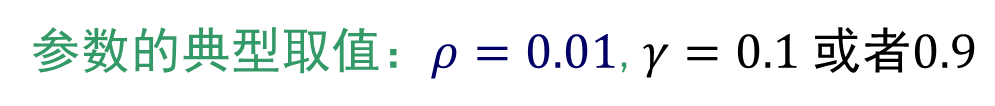 参数的典型取值：ρ = 0.01, γ = 0.1 或者0.9